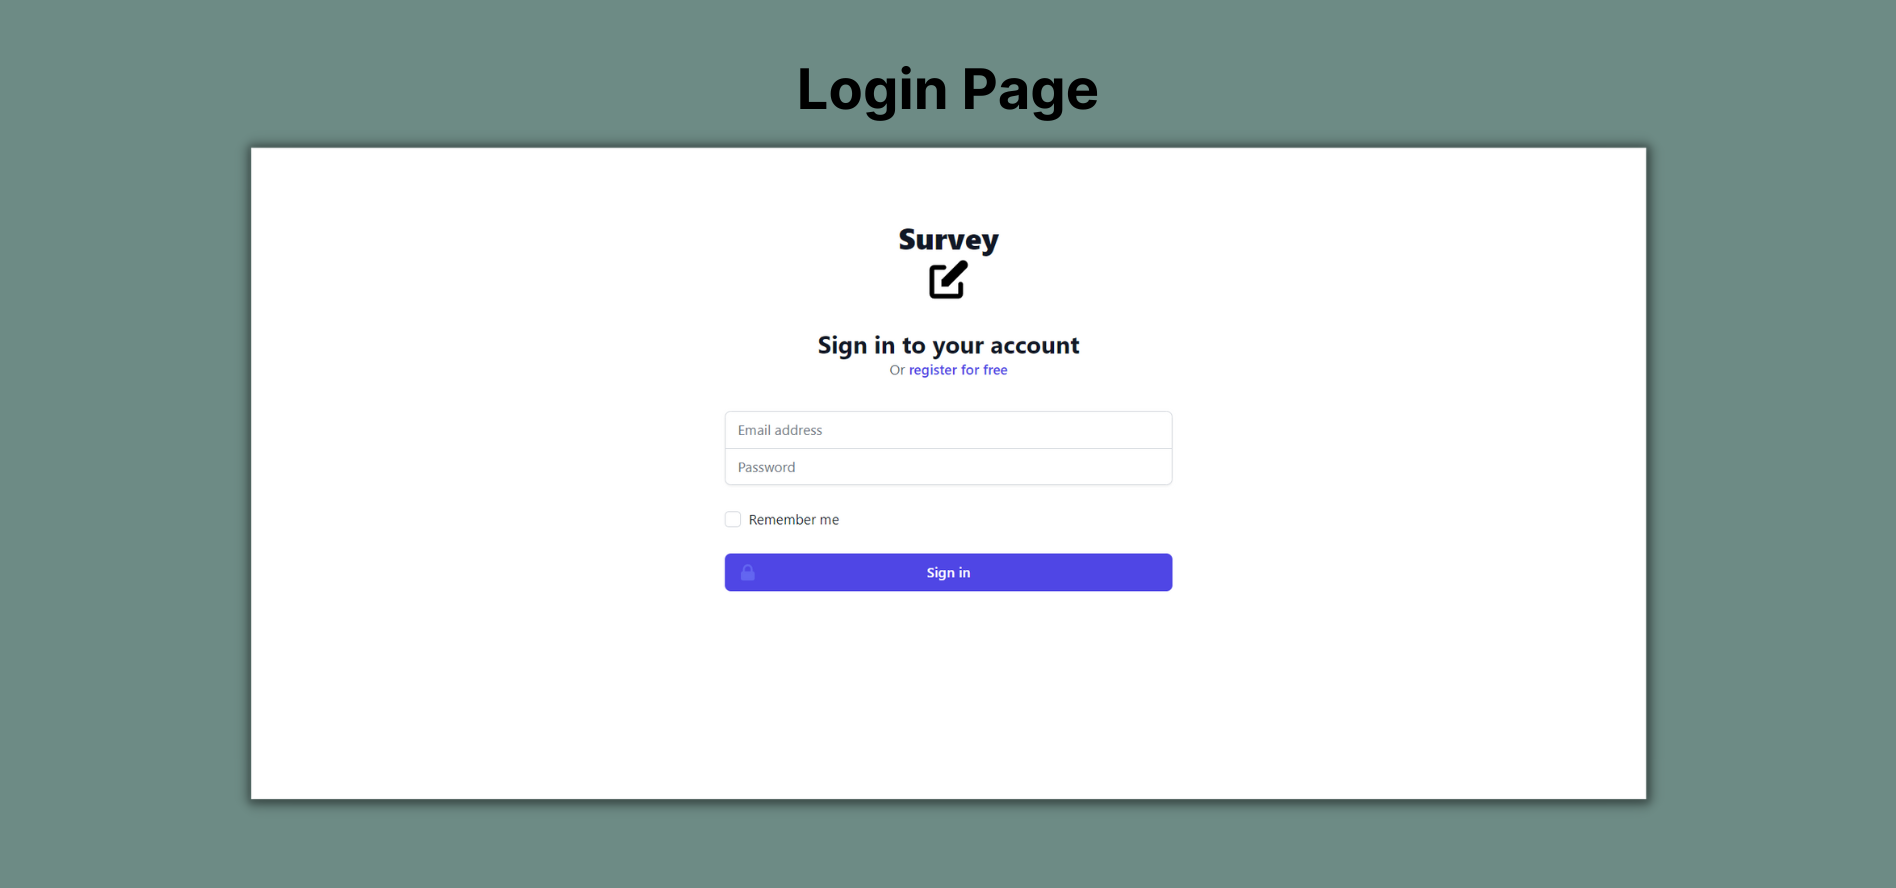 Login Page
Survey
Sign in to your account
Or register for free
Email address
Password
Remember me
Sign in